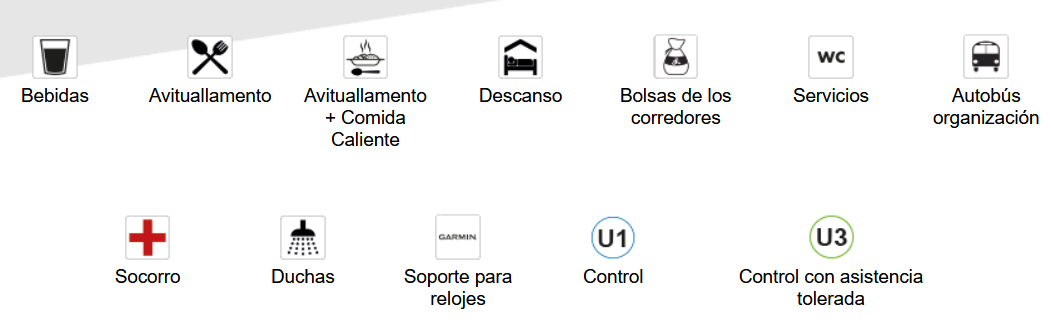 WC
Bebidas
Avituallamento
Avituallamento
+ Comida
Caliente
Descanso
Bolsas de los
corredores
Servicios
Autobús
organización
GARMIN
U1
U3
Socorro
Duchas
Soporte para
relojes
Control
Control con asistencia
tolerada